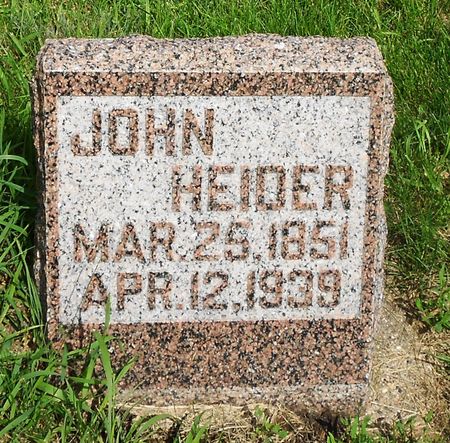 JOHN
HEIDER
MAR. 25, 1851
APR. 12, 1939